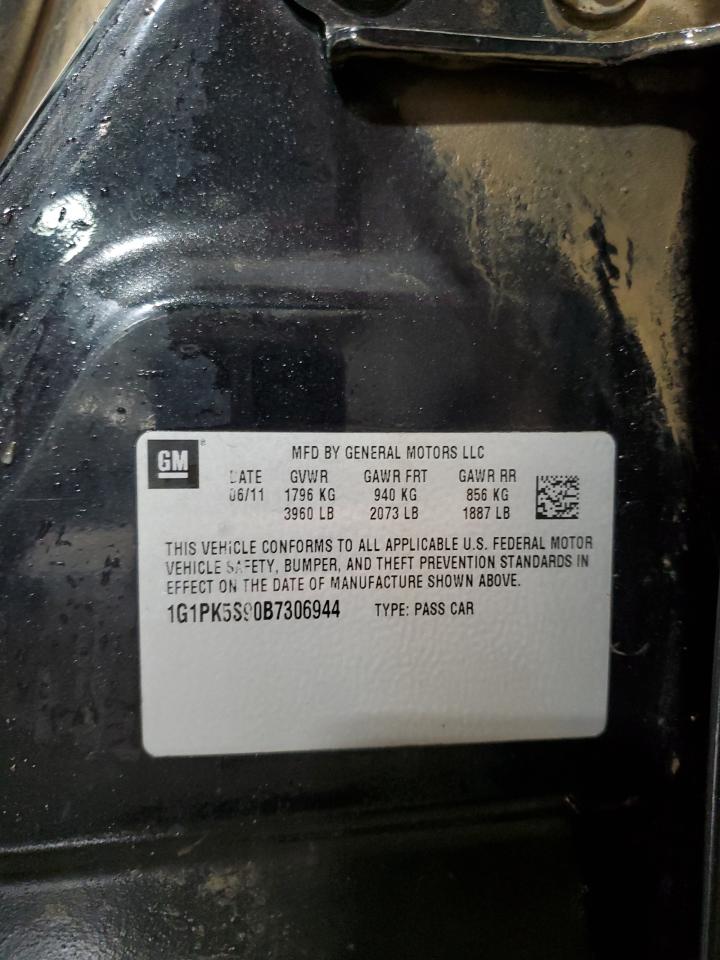 GM
MFD BY GENERAL MOTORS LLC
DATE GVWR GAWR FRT GAWR RR
06/11 1796 KG 940 KG 856 KG
3960 LB 2073 LB 1887 LB
THIS VEHICLE CONFORMS TO ALL APPLICABLE U.S. FEDERAL MOTOR
VEHICLE SAFETY, BUMPER, AND THEFT PREVENTION STANDARDS IN
EFFECT ON THE DATE OF MANUFACTURE SHOWN ABOVE.
1G1PK5S90B7306944 TYPE: PASS CAR